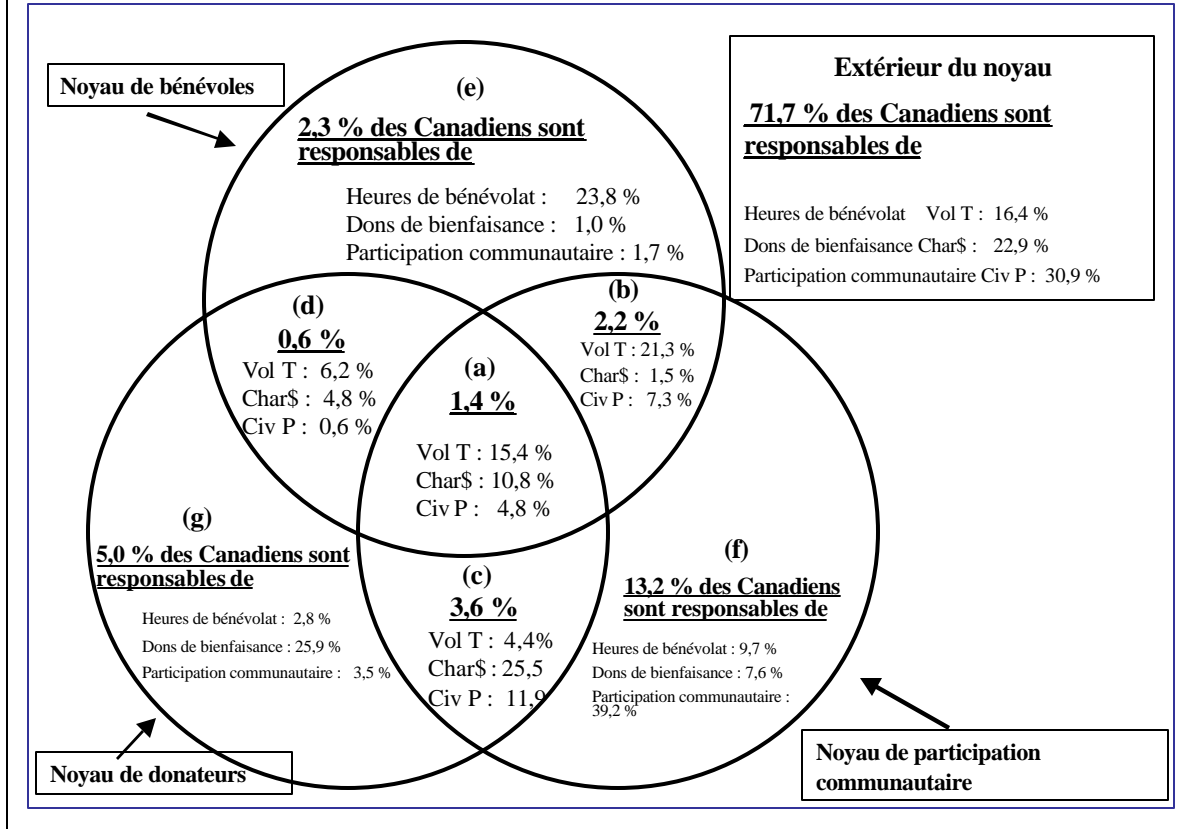 Noyau de bénévoles
(e)
2,3 % des Canadiens sont
responsables de
Heures de bénévolat : 23,8 %
Dons de bienfaisance : 1,0 %
Participation communautaire : 1,7 %
Extérieur du noyau
71,7 % des Canadiens sont
responsables de
Heures de bénévolat Vol T : 16,4 %
Dons de bienfaisance Char$ : 22,9 %
Participation communautaire Civ P : 30,9 %
(d)
0,6 %
Vol T : 6,2 %
Char$ : 4,8 %
Civ P : 0,6 %
(b)
2,2 %
Vol T : 21,3 %
Char$ : 1,5 %
Civ P : 7,3 %
(a)
1,4 %
Vol T : 15,4 %
Char$ : 10,8 %
Civ P : 4,8 %
(g)
5,0 % des Canadiens sont
responsables de
Heures de bénévolat : 2,8 %
Dons de bienfaisance : 25,9 %
Participation communautaire : 3,5 %
(c)
3,6 %
Vol T : 4,4%
Char$ : 25,5
Civ P : 11,9
(f)
13,2 % des Canadiens
sont responsables de
Heures de bénévolat : 9,7 %
Dons de bienfaisance : 7,6 %
Participation communautaire :
39,2 %
Noyau de donateurs
Noyau de participation
communautaire